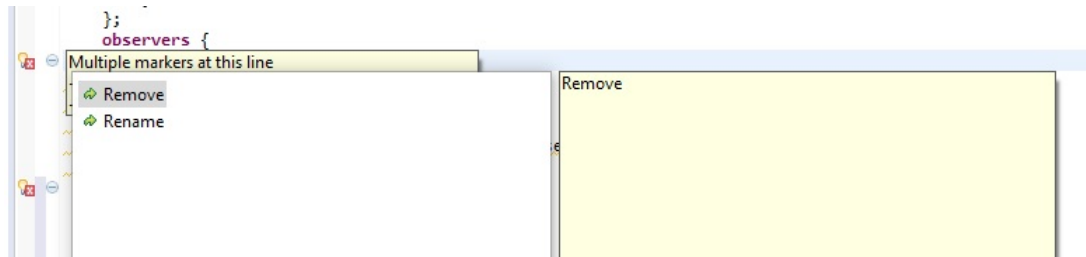 };
observers {
Multiple markers at this line
Remove
Rename
Remove